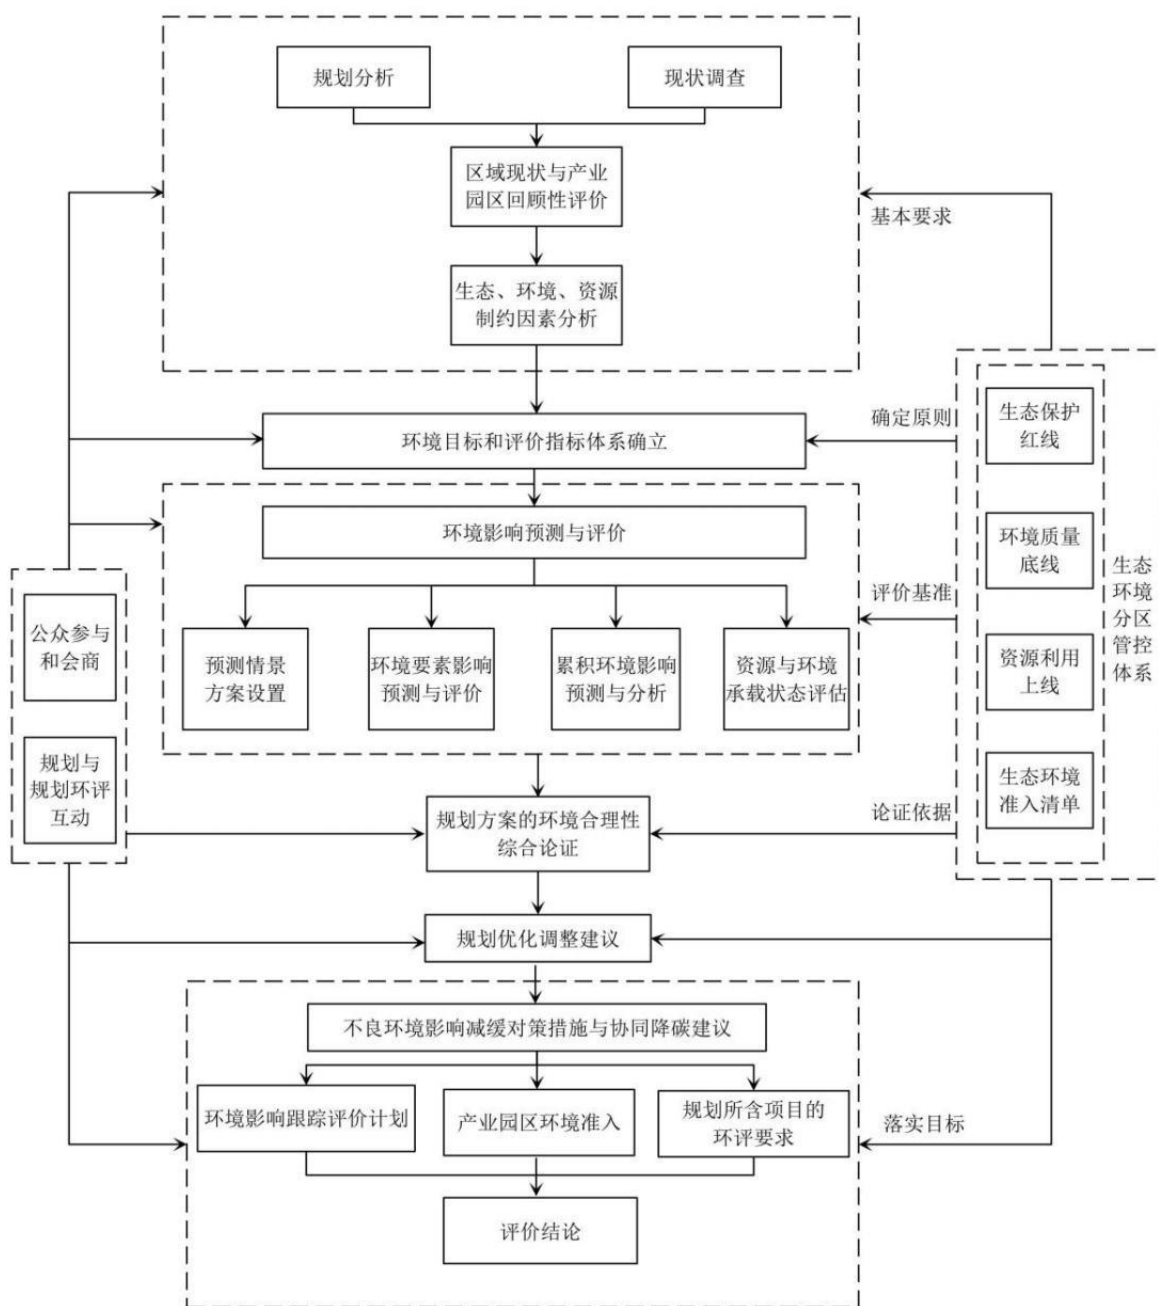 规划分析
现状调查
区域现状与产业
园区回顾性评价
基本要求
生态、环境、资源
制约因素分析
确定原则
环境目标和评价指标体系确立
生态保护
红线
环境影响预测与评价
环境质量
底线
评价基准
预测情景
方案设置
环境要素影响
预测与评价
累积环境影响
预测与分析
资源与环境
承载状态评估
资源利用
上线
生态
环境
分区
管控
体系
公众参与
和会商
规划与
规划环评
互动
生态环境
准入清单
规划方案的环境合理性
综合论证
论证依据
规划优化调整建议
不良环境影响减缓对策措施与协同降碳建议
环境影响跟踪评价计划
产业园区环境准入
规划所含项目的
环评要求
落实目标
评价结论